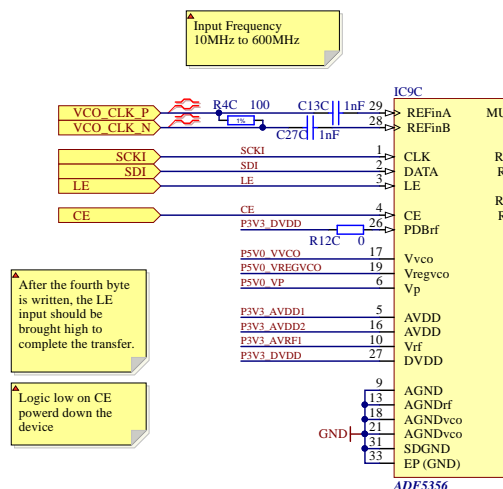 Input Frequency
10MHz to 600MHz
IC9C
R4C 100
C13C 1nF
VCO_CLK_P
29 REFinA MU
1%
VCO_CLK_N
28 REFinB
C27C 1nF
SCKI SCKI 1 CLK R
SDI SDI 2 DATA R
LE LE 3 LE
R
CE CE 4 CE R
P3V3_DVDD 26 PDBrf
R12C 0
P5V0_VVCO 17 Vvco
P5V0_VREGVCO 19 Vregvco
P5V0_VP 6 Vp
After the fourth byte
is written, the LE
input should be
brought high to
complete the transfer.
P3V3_AVDD1 5 AVDD
P3V3_AVDD2 16 AVDD
P3V3_AVRF1 10 Vrf
P3V3_DVDD 27 DVDD
Logic low on CE
powerd down the
device
9 AGND
13 AGNDrf
18 AGNDvco
GND 21 AGNDvco
31 SDGND
33 EP (GND)
ADF5356